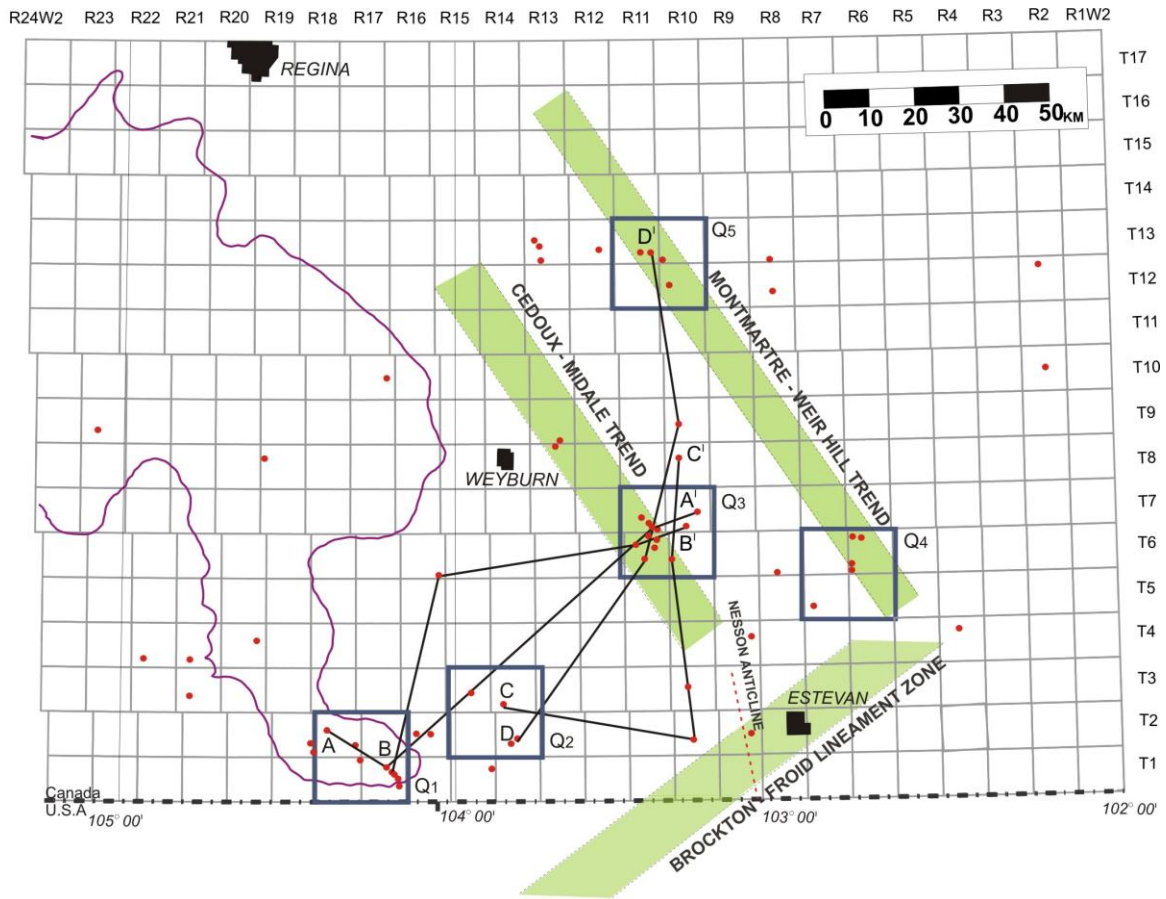 R24W2 R23 R22 R21 R20 R19 R18 R17 R16 R15 R14 R13 R12 R11 R10 R9 R8 R7 R6 R5 R4 R3 R2 R1W2
REGINA
T17
T16
0 10 20 30 40 50 KM
T15
T14
T13
D' Q5
T12
CEDOUX - MIDALE TREND
MONTMARTRE - WEIR HILL TREND
T11
T10
T9
C' T8
WEYBURN
A' Q3
T7
B' Q4
T6
T5
NESSON ANTICLINE
T4
T3
C ESTEVAN
A B D Q2
T2
BROCKTON - FROID LINEAMENT ZONE
Q1 T1
Canada
U.S.A
105° 00' 104° 00' 103° 00' 102° 00'